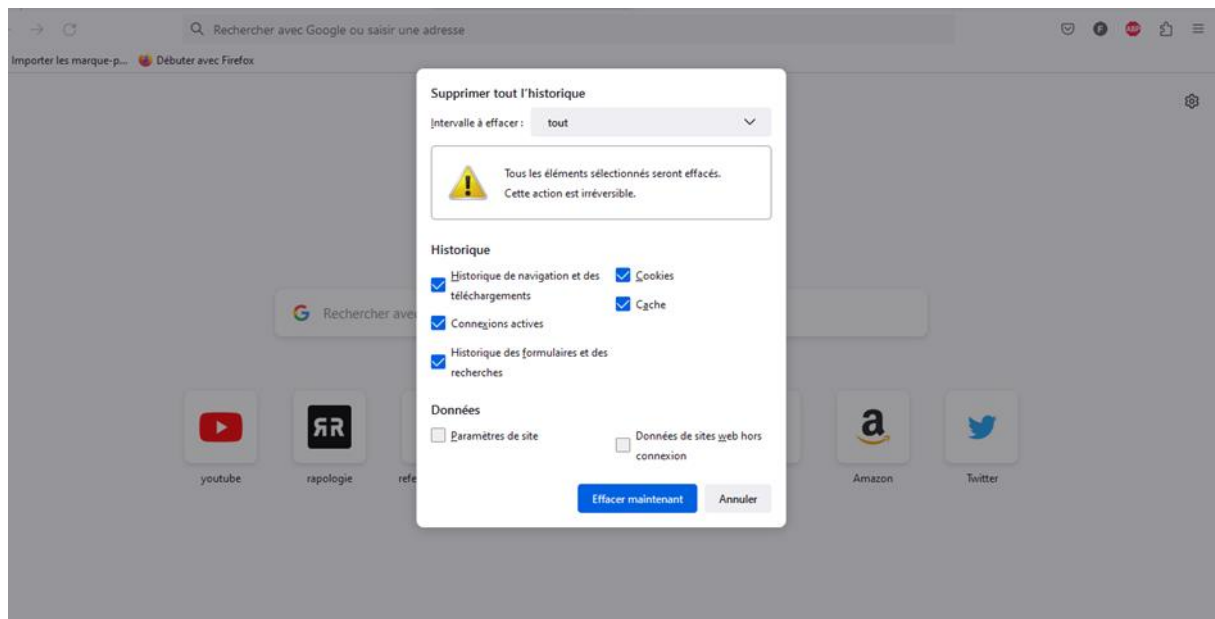 Rechercher avec Google ou saisir une adresse
F
ABP
Importer les marque-p... Débuter avec Firefox
Supprimer tout l'historique
Intervalle à effacer : tout
Tous les éléments sélectionnés seront effacés.
Cette action est irréversible.
Historique
Historique de navigation et des
téléchargements
Cookies
Cache
Connexions actives
Historique des formulaires et des
recherches
G Rechercher avec
Données
Paramètres de site
Données de sites web hors
connexion
Effacer maintenant Annuler
ЯR
a
youtube rapologie refe Amazon Twitter